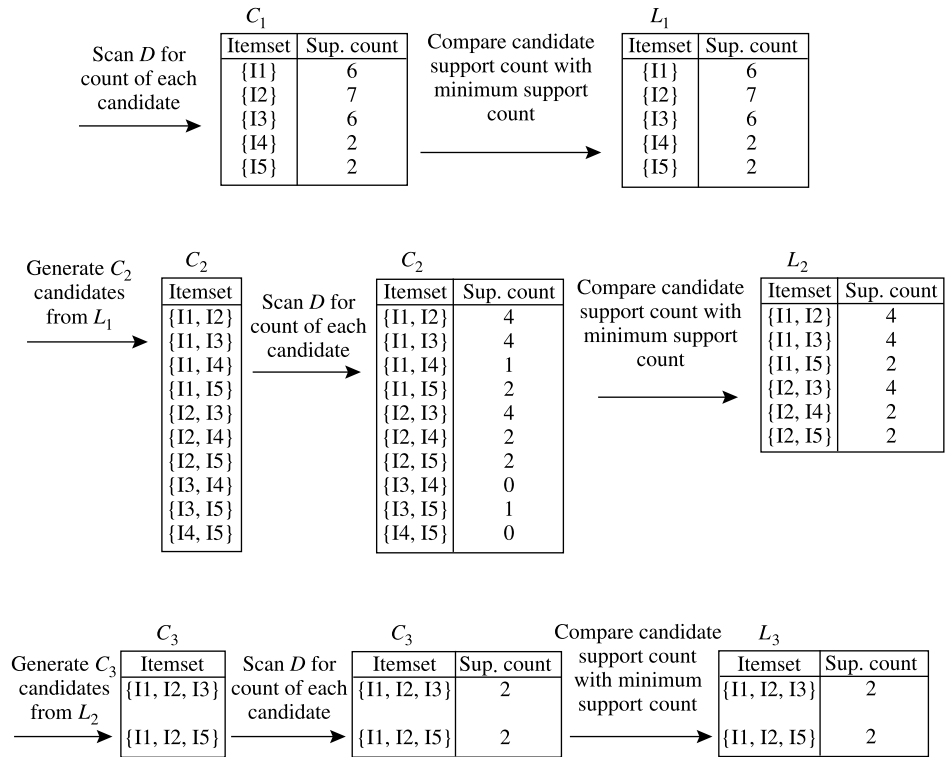 C1
L1
Scan D for
count of each
candidate
Itemset Sup. count
{I1} 6
{I2} 7
{I3} 6
{I4} 2
{I5} 2
Compare candidate
support count with
minimum support
count
Itemset Sup. count
{I1} 6
{I2} 7
{I3} 6
{I4} 2
{I5} 2
Generate C2
candidates
from L1
C2
Itemset
{I1, I2}
{I1, I3}
{I1, I4}
{I1, I5}
{I2, I3}
{I2, I4}
{I2, I5}
{I3, I4}
{I3, I5}
{I4, I5}
Scan D for
count of each
candidate
C2
Itemset Sup. count
{I1, I2} 4
{I1, I3} 4
{I1, I4} 1
{I1, I5} 2
{I2, I3} 4
{I2, I4} 2
{I2, I5} 2
{I3, I4} 0
{I3, I5} 1
{I4, I5} 0
Compare candidate
support count with
minimum support
count
L2
Itemset Sup. count
{I1, I2} 4
{I1, I3} 4
{I1, I5} 2
{I2, I3} 4
{I2, I4} 2
{I2, I5} 2
Generate C3
candidates
from L2
C3
Itemset
{I1, I2, I3}
{I1, I2, I5}
Scan D for
count of each
candidate
C3
Itemset Sup. count
{I1, I2, I3} 2
{I1, I2, I5} 2
Compare candidate
support count
with minimum
support count
L3
Itemset Sup. count
{I1, I2, I3} 2
{I1, I2, I5} 2